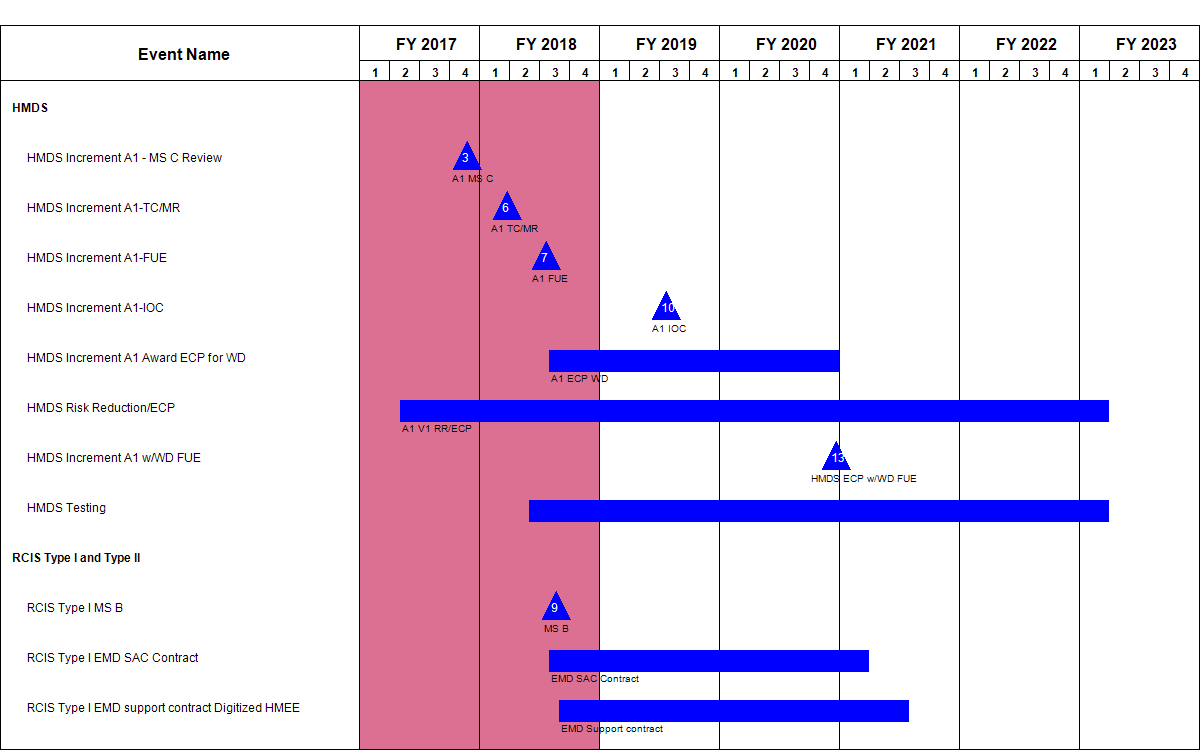 Event Name
FY 2017 FY 2018 FY 2019 FY 2020 FY 2021 FY 2022 FY 2023
1 2 3 4 1 2 3 4 1 2 3 4 1 2 3 4 1 2 3 4 1 2 3 4 1 2 3 4
HMDS
HMDS Increment A1 - MS C Review 3
A1 MS C
HMDS Increment A1-TC/MR 6
A1 TC/MR
HMDS Increment A1-FUE 7
A1 FUE
HMDS Increment A1-IOC 10
A1 IOC
HMDS Increment A1 Award ECP for WD
A1 ECP WD
HMDS Risk Reduction/ECP
A1 V1 RR/ECP
HMDS Increment A1 w/WD FUE 13
HMDS ECP w/WD FUE
HMDS Testing
RCIS Type I and Type II
RCIS Type I MS B 9
MS B
RCIS Type I EMD SAC Contract
EMD SAC Contract
RCIS Type I EMD support contract Digitized HMEE
EMD Support contract